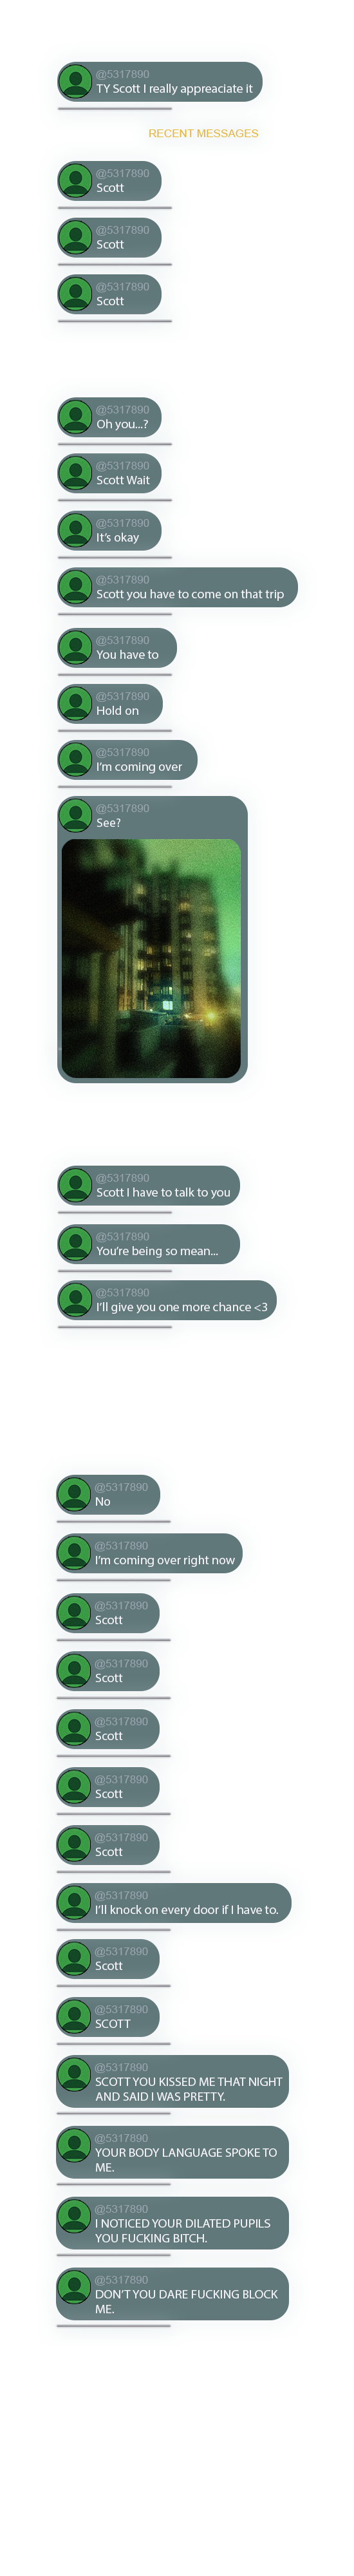 @5317890
TY Scott I really appreaciate it
RECENT MESSAGES
@5317890
Scott
@5317890
Scott
@5317890
Scott
@5317890
Oh you...?
@5317890
Scott Wait
@5317890
It's okay
@5317890
Scott you have to come on that trip
@5317890
You have to
@5317890
Hold on
@5317890
I'm coming over
@5317890
See?
@5317890
Scott I have to talk to you
@5317890
You're being so mean...
@5317890
I'll give you one more chance <3
@5317890
No
@5317890
I'm coming over right now
@5317890
Scott
@5317890
Scott
@5317890
Scott
@5317890
Scott
@5317890
Scott
@5317890
I'll knock on every door if I have to.
@5317890
Scott
@5317890
SCOTT
@5317890
SCOTT YOU KISSED ME THAT NIGHT
AND SAID I WAS PRETTY.
@5317890
YOUR BODY LANGUAGE SPOKE TO
ME.
@5317890
I NOTICED YOUR DILATED PUPILS
YOU FUCKING BITCH.
@5317890
DON'T YOU DARE FUCKING BLOCK
ME.